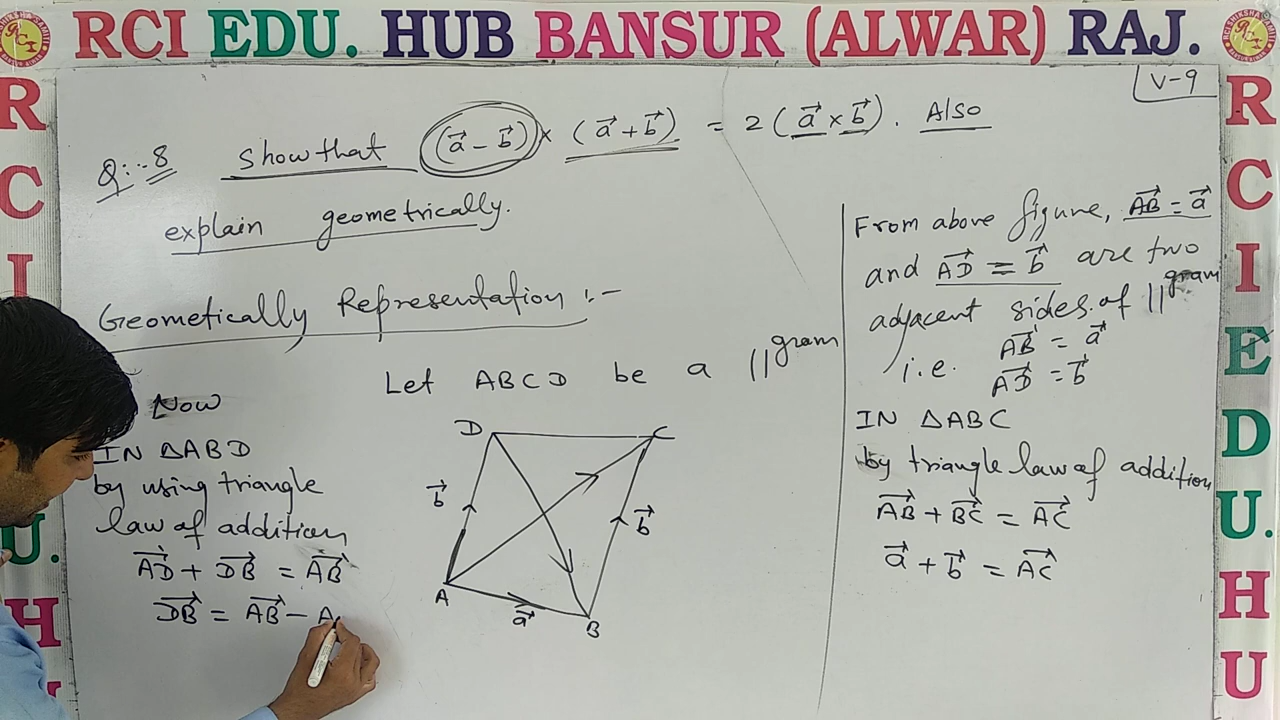 RCI EDU. HUB BANSUR (ALWAR) RAJ.
R
C
I
U.
H
R
C
I
E
D
U.
H
U
V-9
Q:-8 Show that (a⃗ - b⃗) × (a⃗ + b⃗) = 2 (a⃗ × b⃗). Also
explain geometrically.
Geometically Representation :-
Let ABCD be a ||gram
Now
IN ΔABD
by using triangle
law of addition
AD⃗ + DB⃗ = AB⃗
DB⃗ = AB⃗ - A
D
C
b⃗
b⃗
A
a⃗
B
From above figure, AB⃗ = a⃗
and AD⃗ = b⃗ are two
adjacent sides of ||gram
i.e. AB⃗ = a⃗
AD⃗ = b⃗
IN ΔABC
by triangle law of addition
AB⃗ + BC⃗ = AC⃗
a⃗ + b⃗ = AC⃗